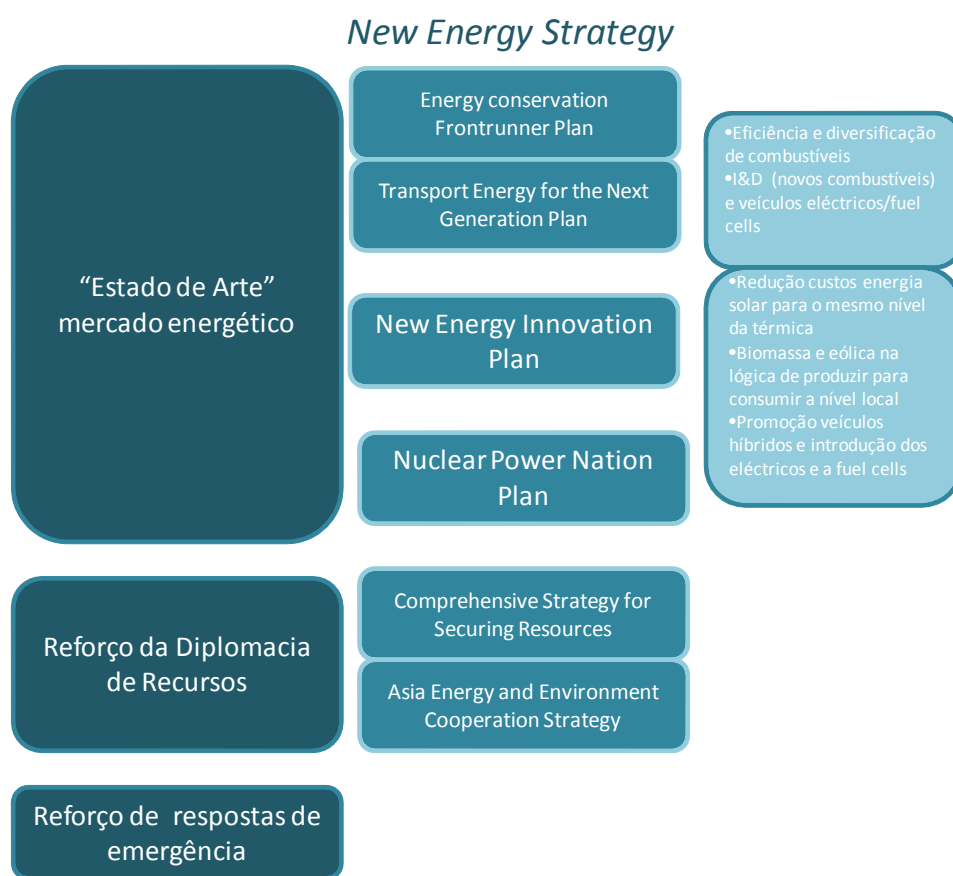 New Energy Strategy
“Estado de Arte”
mercado energético
Energy conservation
Frontrunner Plan
Transport Energy for the Next
Generation Plan
New Energy Innovation
Plan
Nuclear Power Nation
Plan
•Eficiência e diversificação
de combustíveis
•I&D (novos combustíveis)
e veículos eléctricos/fuel
cells
•Redução custos energia
solar para o mesmo nível
da térmica
•Biomassa e eólica na
lógica de produzir para
consumir a nível local
•Promoção veículos
híbridos e introdução dos
eléctricos e a fuel cells
Reforço da Diplomacia
de Recursos
Comprehensive Strategy for
Securing Resources
Asia Energy and Environment
Cooperation Strategy
Reforço de respostas de
emergência